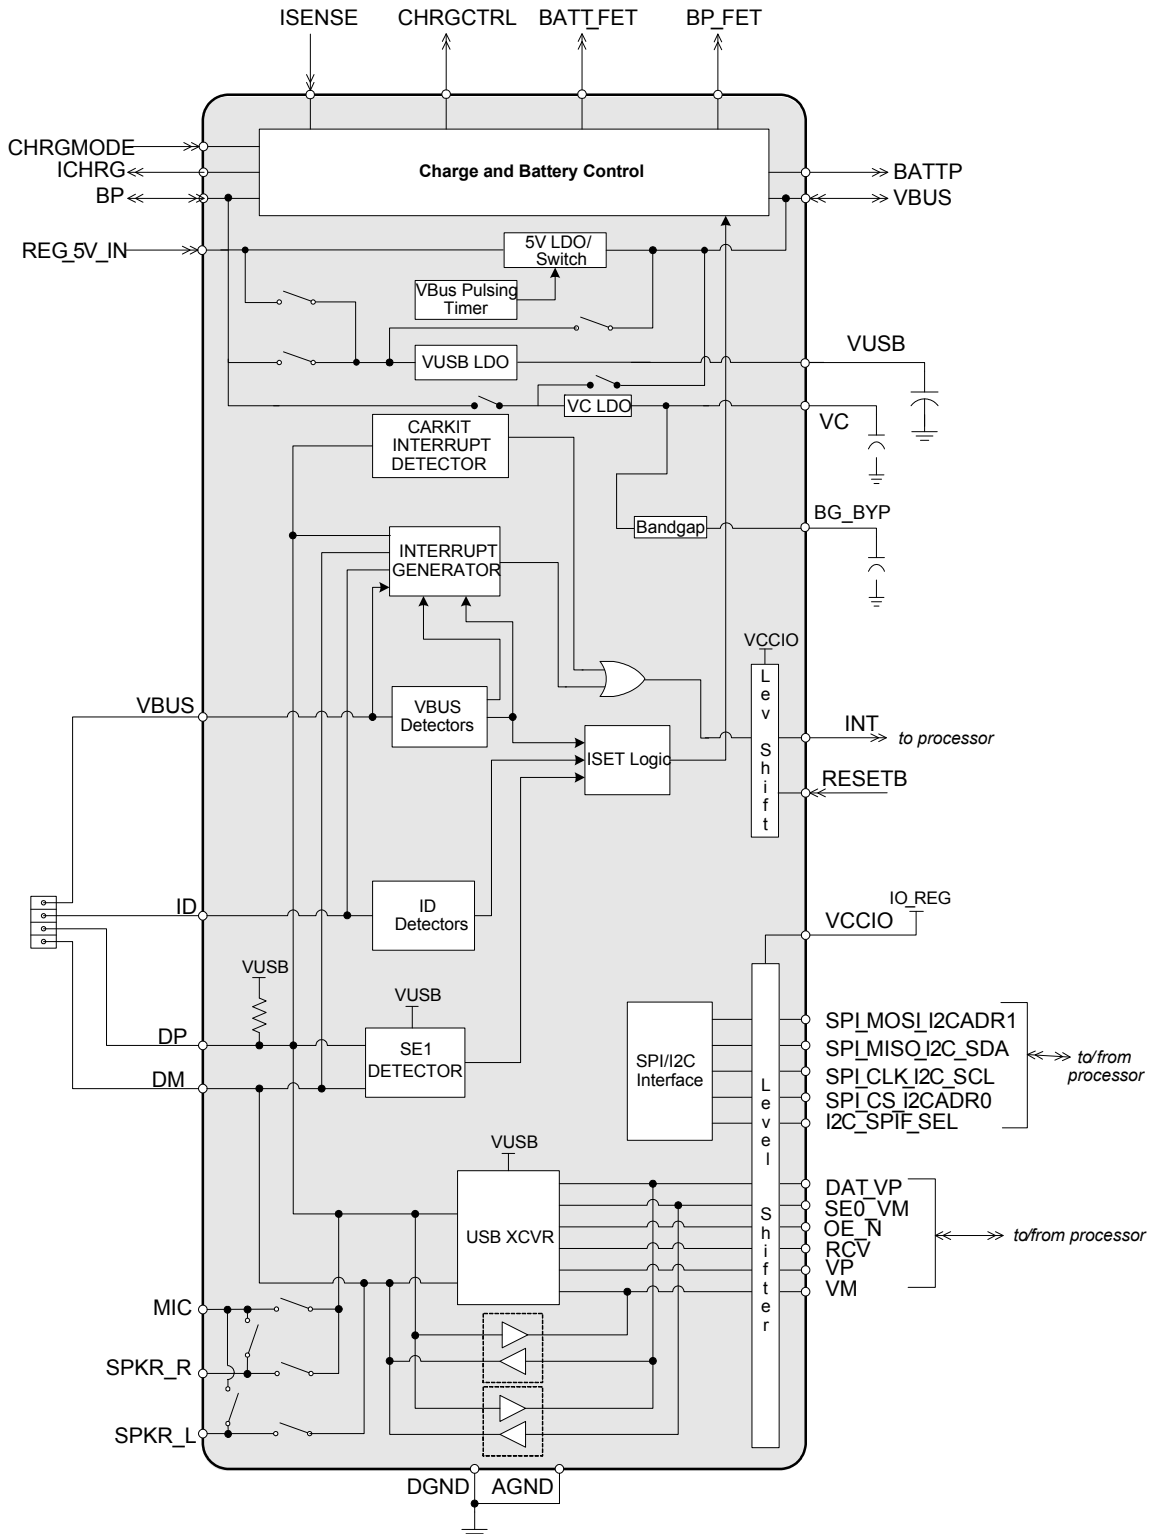 ISENSE CHRGCTRL BATT_FET BP_FET
CHRGMODE
ICHRG
BP
Charge and Battery Control
BATTP
VBUS
REG_5V_IN
5V LDO/
Switch
VBus Pulsing
Timer
VUSB LDO
VUSB
VC LDO
VC
CARKIT
INTERRUPT
DETECTOR
Bandgap
BG_BYP
INTERRUPT
GENERATOR
VCCIO
Lev Shift
VBUS
VBUS
Detectors
ISET Logic
INT
to processor
RESETB
ID
ID
Detectors
IO_REG
VCCIO
VUSB
VUSB
DP
SE1
DETECTOR
DM
SPI/I2C
Interface
Level Shifter
SPI_MOSI_I2CADR1
SPI_MISO_I2C_SDA
SPI_CLK_I2C_SCL
SPI_CS_I2CADR0
I2C_SPIF_SEL
to/from
processor
VUSB
USB XCVR
DAT_VP
SE0_VM
OE_N
RCV
VP
VM
to/from processor
MIC
SPKR_R
SPKR_L
DGND AGND